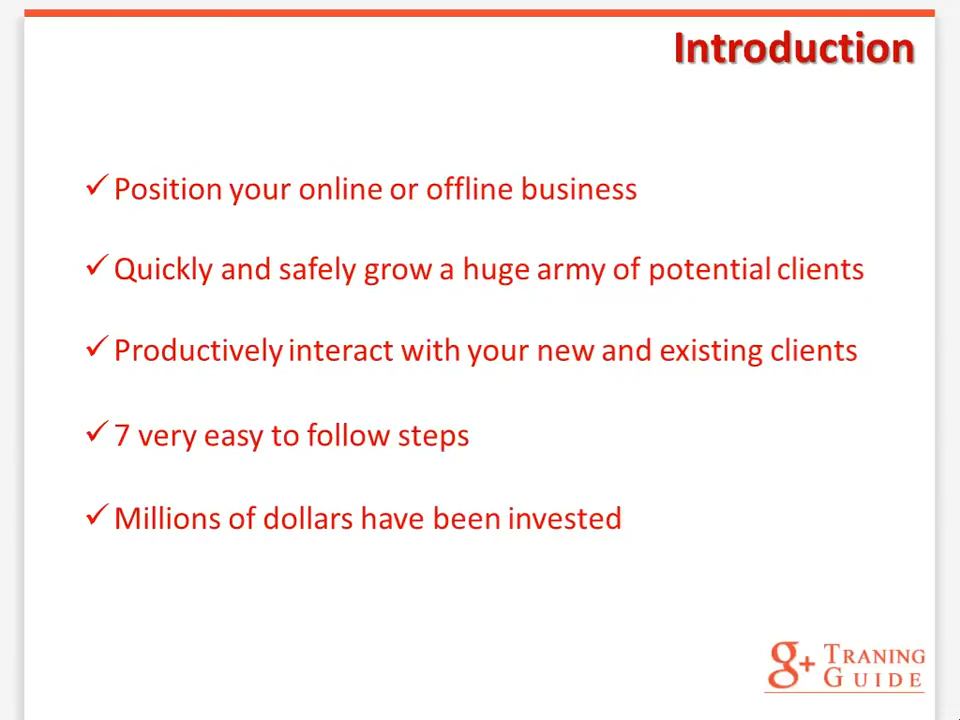 Introduction
✓ Position your online or offline business
✓ Quickly and safely grow a huge army of potential clients
✓ Productively interact with your new and existing clients
✓ 7 very easy to follow steps
✓ Millions of dollars have been invested
g+ TRANING
GUIDE